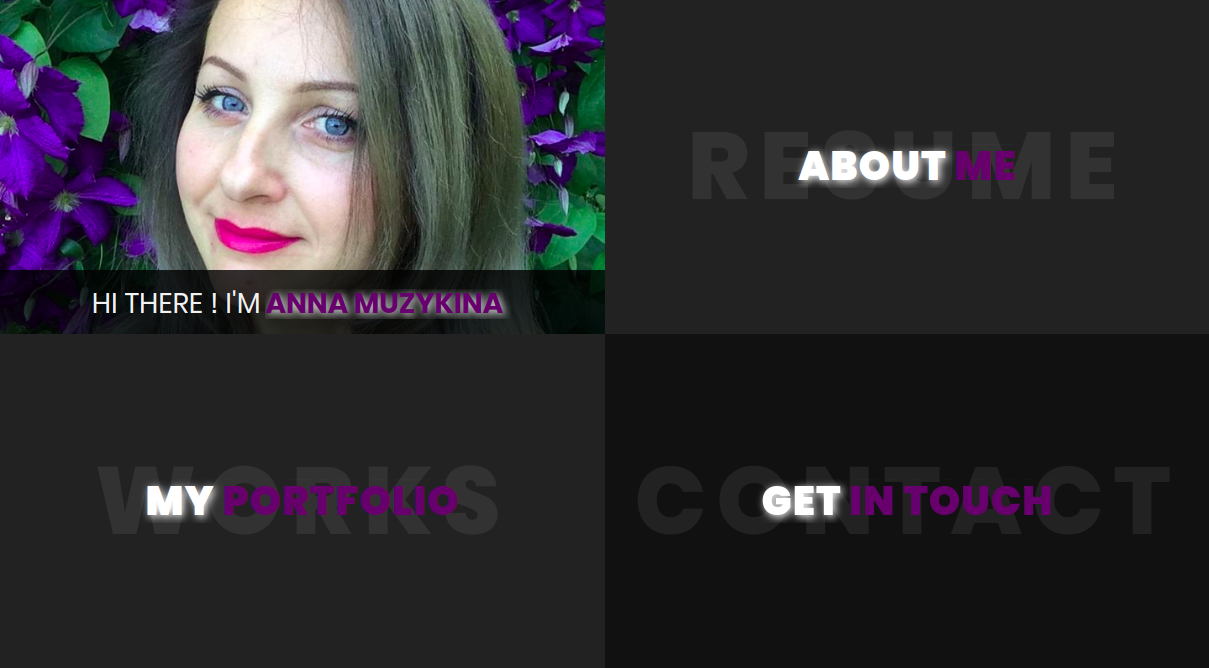 HI THERE ! I'M ANNA MUZYKINA
RESUME
ABOUT ME
WORKS
MY PORTFOLIO
CONTACT
GET IN TOUCH